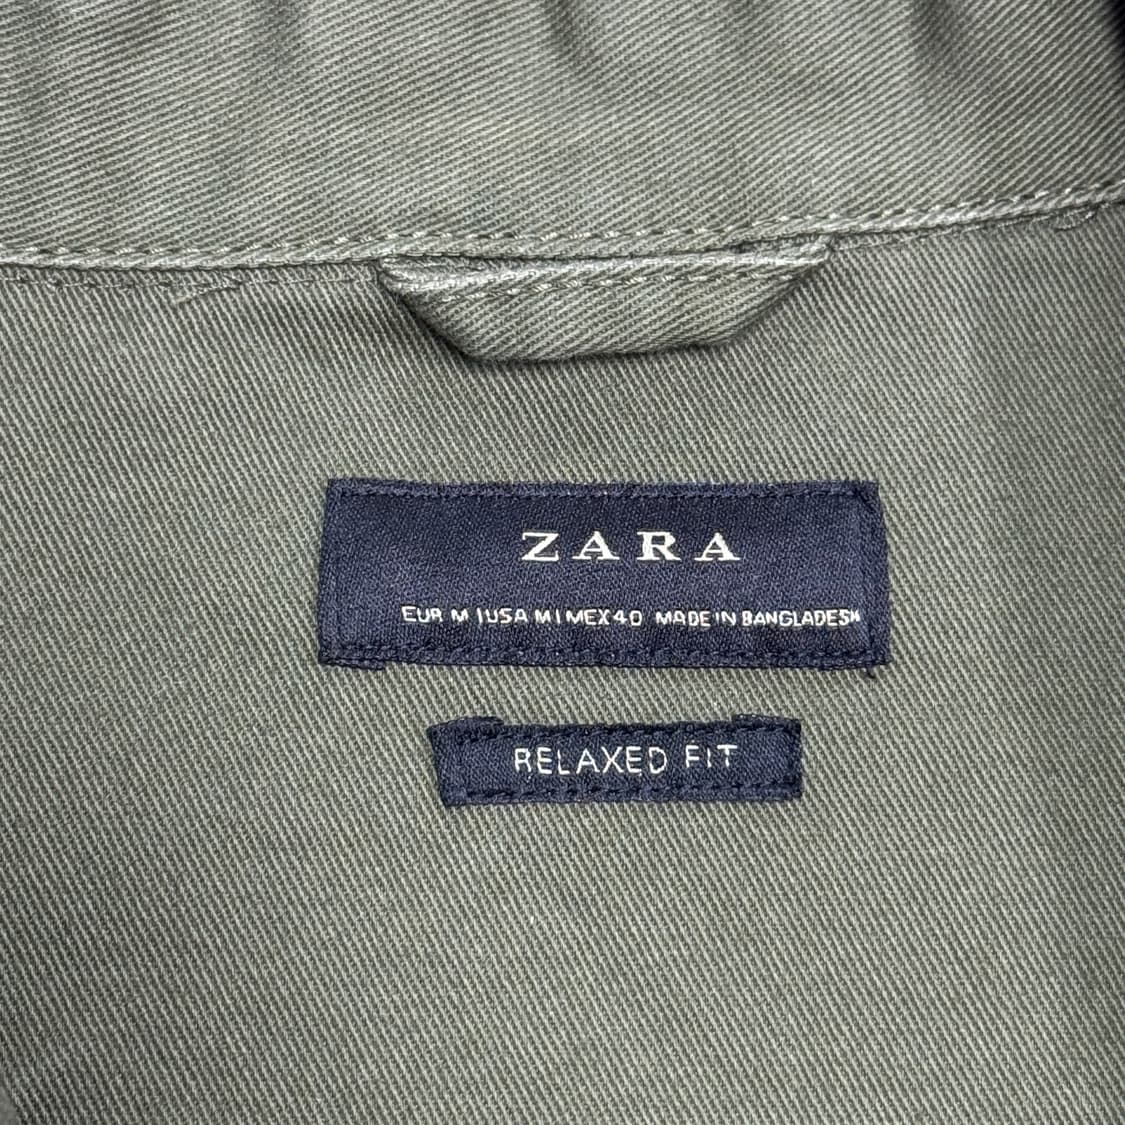 ZARA
EUR M | USA M | MEX 40 MADE IN BANGLADESH
RELAXED FIT